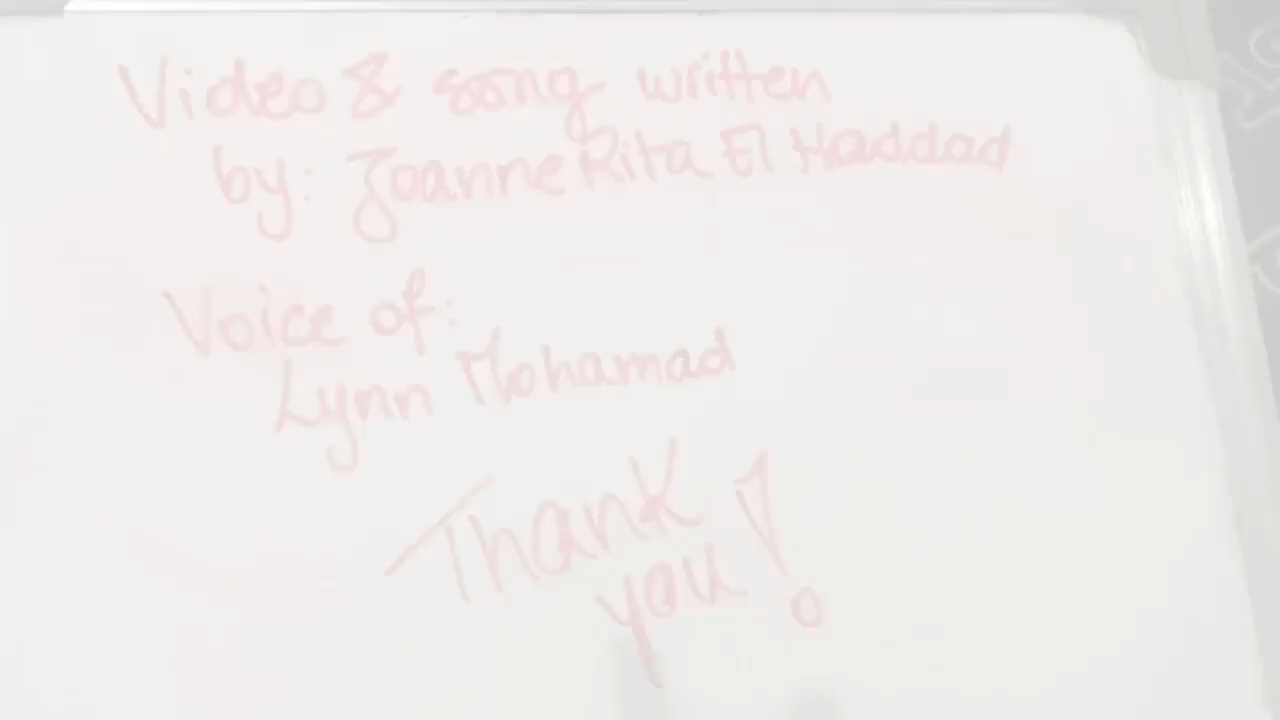 Video & song written
by: Joanne Rita El Haddad
Voice of:
Lynn Mohamad
Thank
you!